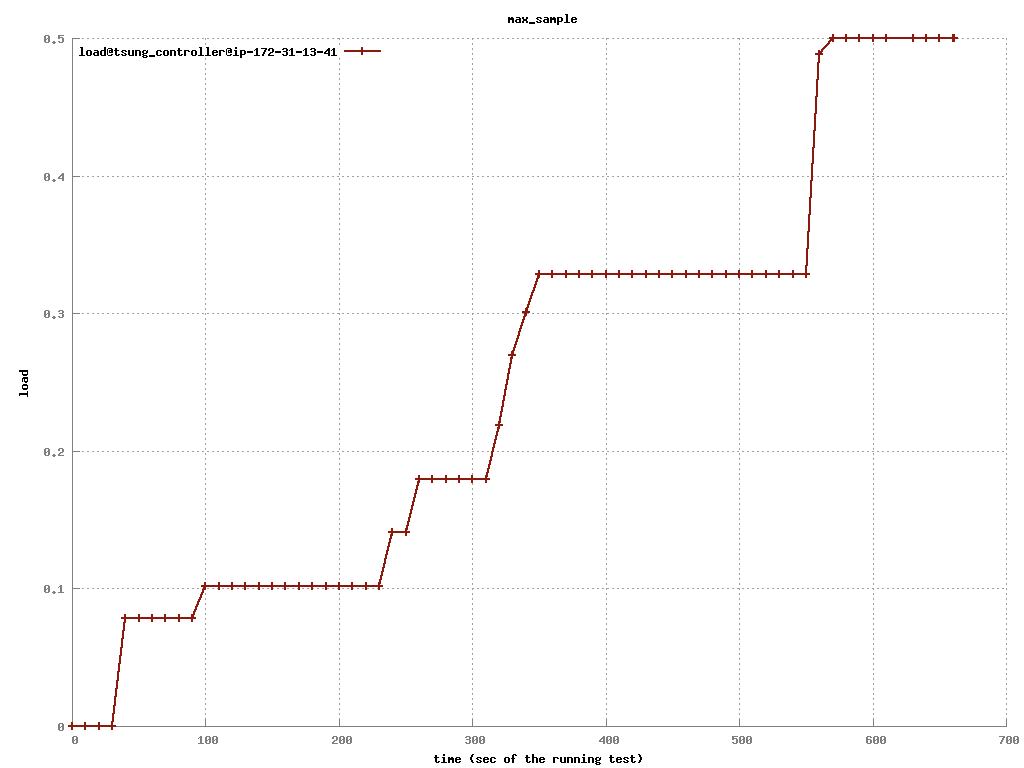 max_sample
0.5
load@tsung_controller@ip-172-31-13-41
0.4
0.3
load
0.2
0.1
0
0 100 200 300 400 500 600 700
time (sec of the running test)